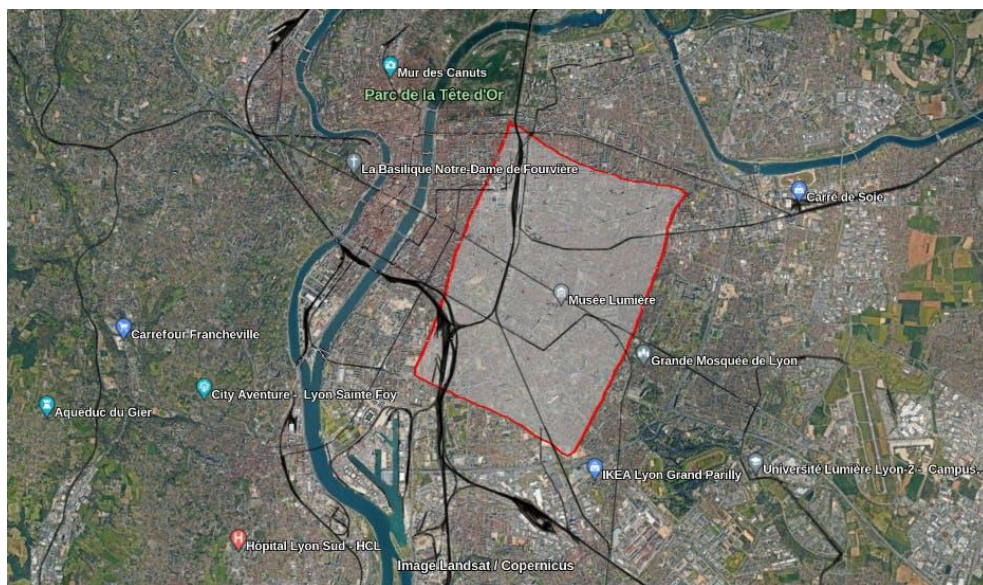 Mur des Canuts
Parc de la Tête d'Or
La Basilique Notre-Dame de Fourvière
Carré de Soie
Musée Lumière
Carrefour Francheville
Grande Mosquée de Lyon
City Aventure - Lyon Sainte Foy
Aqueduc du Gier
IKEA Lyon Grand Parilly
Université Lumière Lyon-2 - Campus...
Hôpital Lyon Sud - HCL
Image Landsat / Copernicus